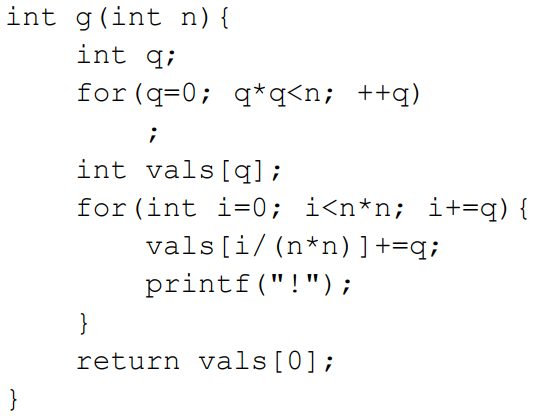 int g(int n){
    int q;
    for(q=0; q*q<n; ++q)
        ;
    int vals[q];
    for(int i=0; i<n*n; i+=q){
        vals[i/(n*n)]+=q;
        printf("!");
    }
    return vals[0];
}